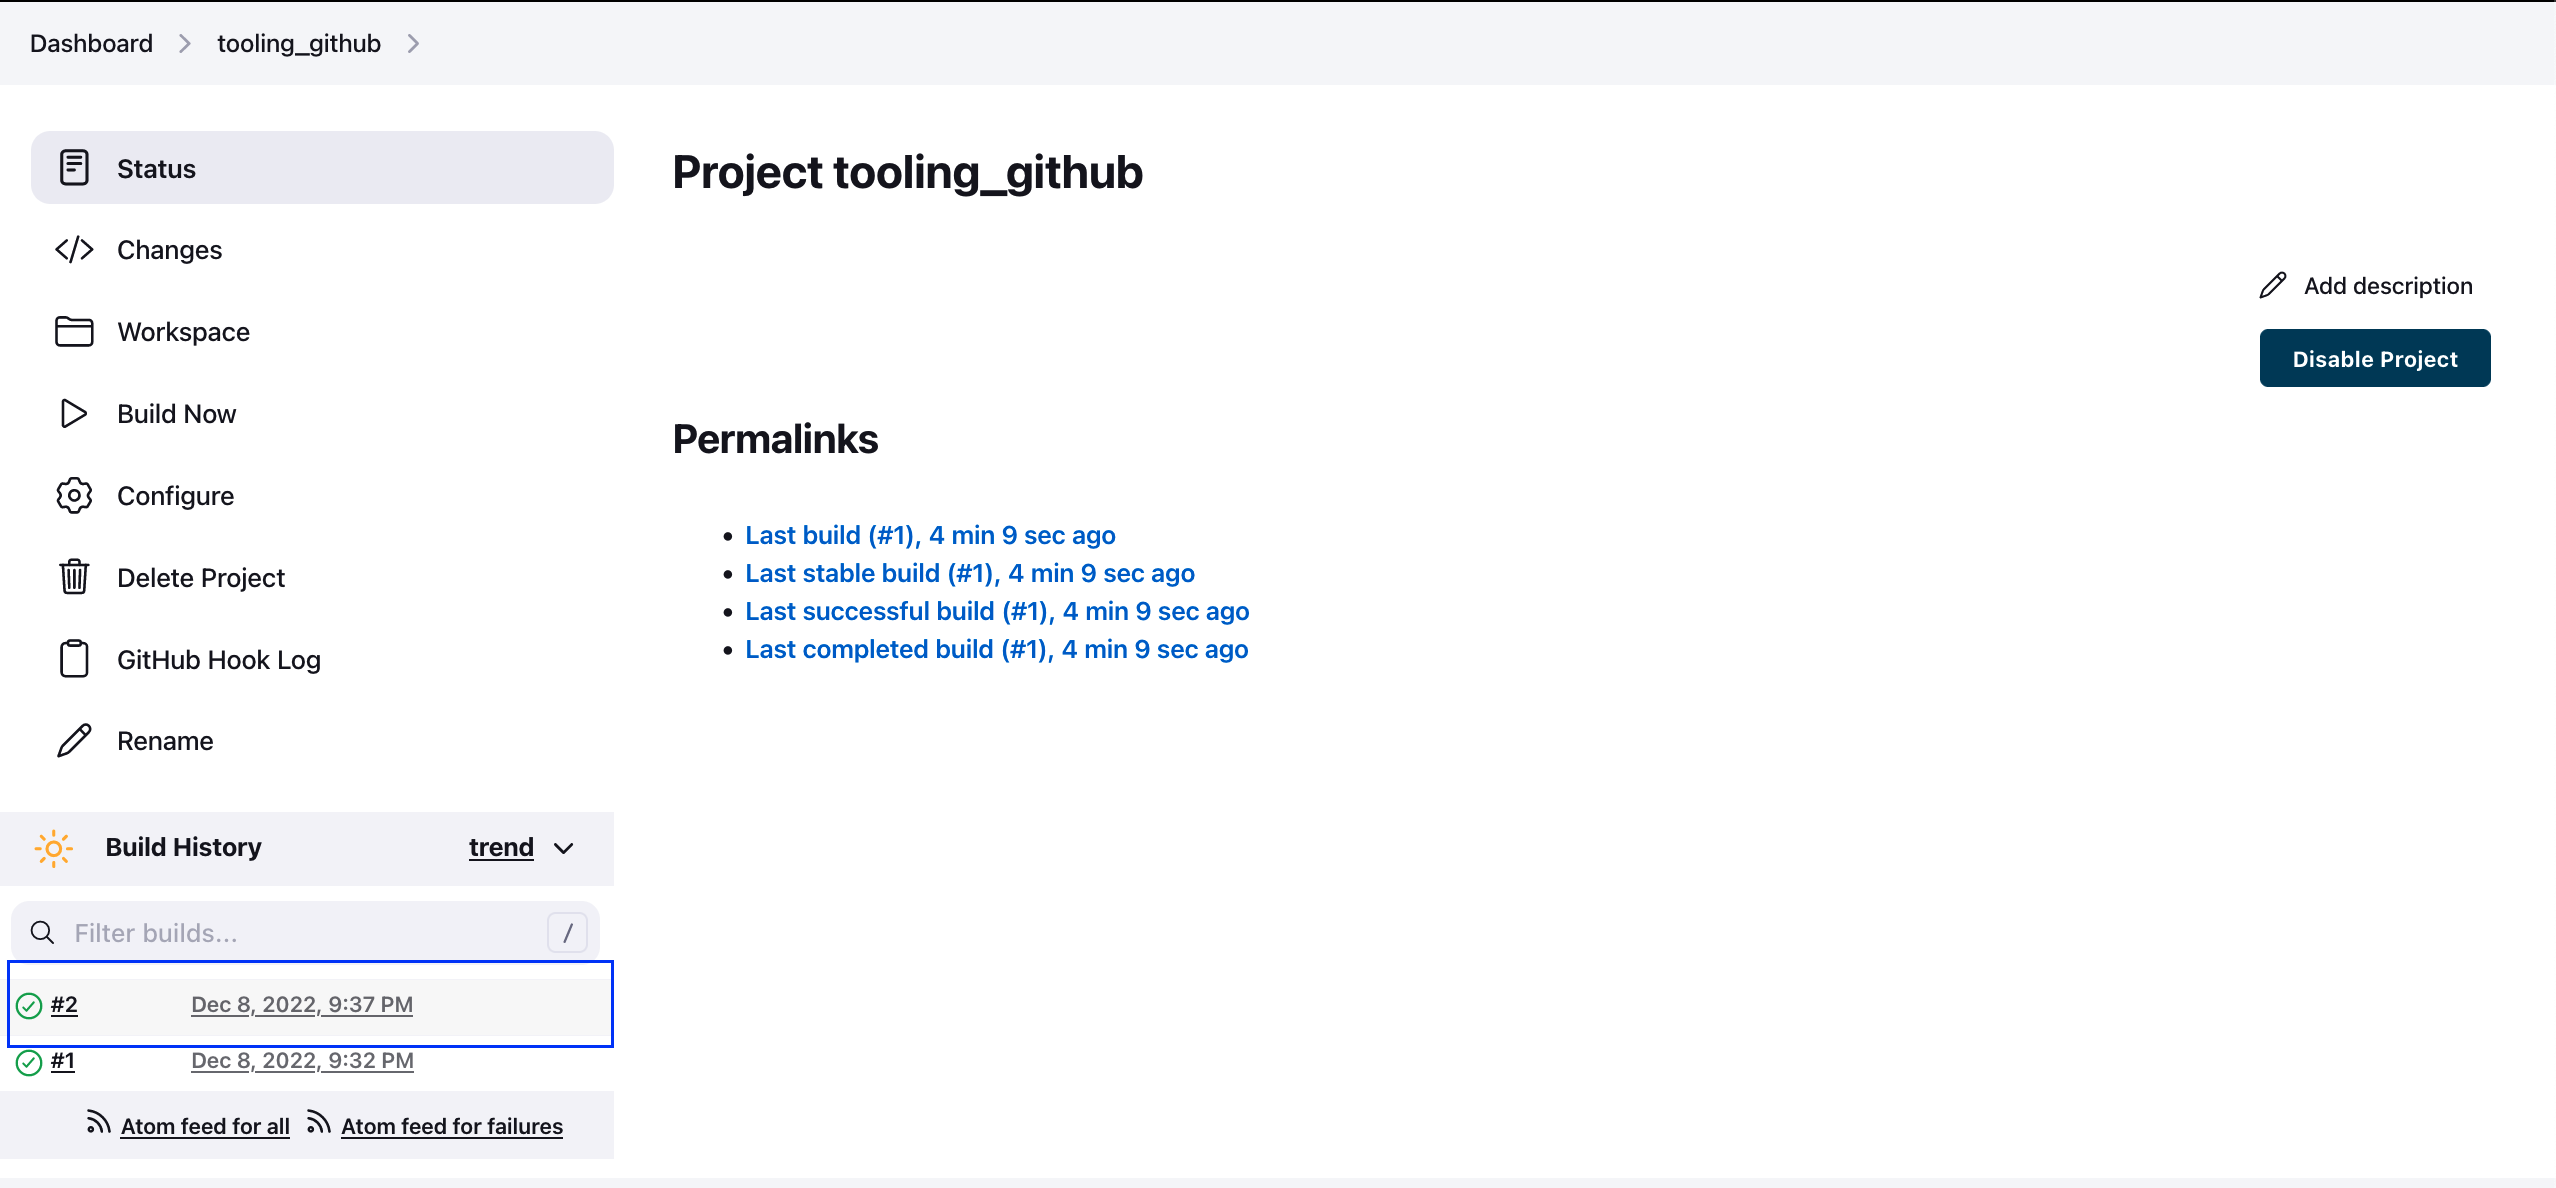 Dashboard tooling_github
Status
Changes
Workspace
Build Now
Configure
Delete Project
GitHub Hook Log
Rename
Build History trend
Filter builds...
/
#2 Dec 8, 2022, 9:37 PM
#1 Dec 8, 2022, 9:32 PM
Atom feed for all Atom feed for failures
Project tooling_github
Add description
Disable Project
Permalinks
Last build (#1), 4 min 9 sec ago
Last stable build (#1), 4 min 9 sec ago
Last successful build (#1), 4 min 9 sec ago
Last completed build (#1), 4 min 9 sec ago